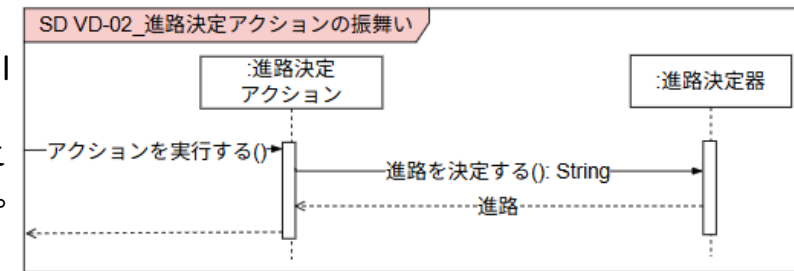 SD VD-02_進路決定アクションの振舞い
:進路決定
アクション
:進路決定器
アクションを実行する()
進路を決定する(): String
進路
。